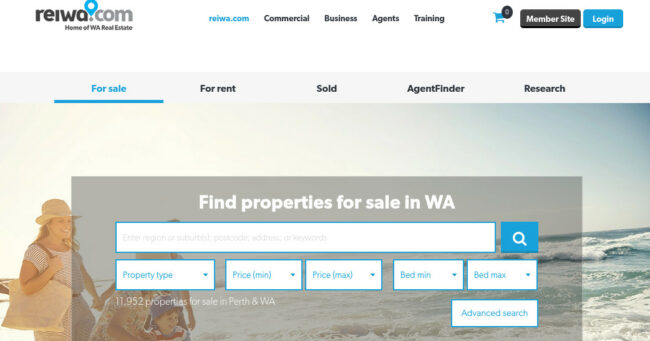 reiwa.com
Home of WA Real Estate
reiwa.com Commercial Business Agents Training 0 Member Site Login
For sale For rent Sold AgentFinder Research
Find properties for sale in WA
Enter region or suburb(s), postcode, address, or keywords
Property type Price (min) Price (max) Bed min Bed max
11,952 properties for sale in Perth & WA
Advanced search